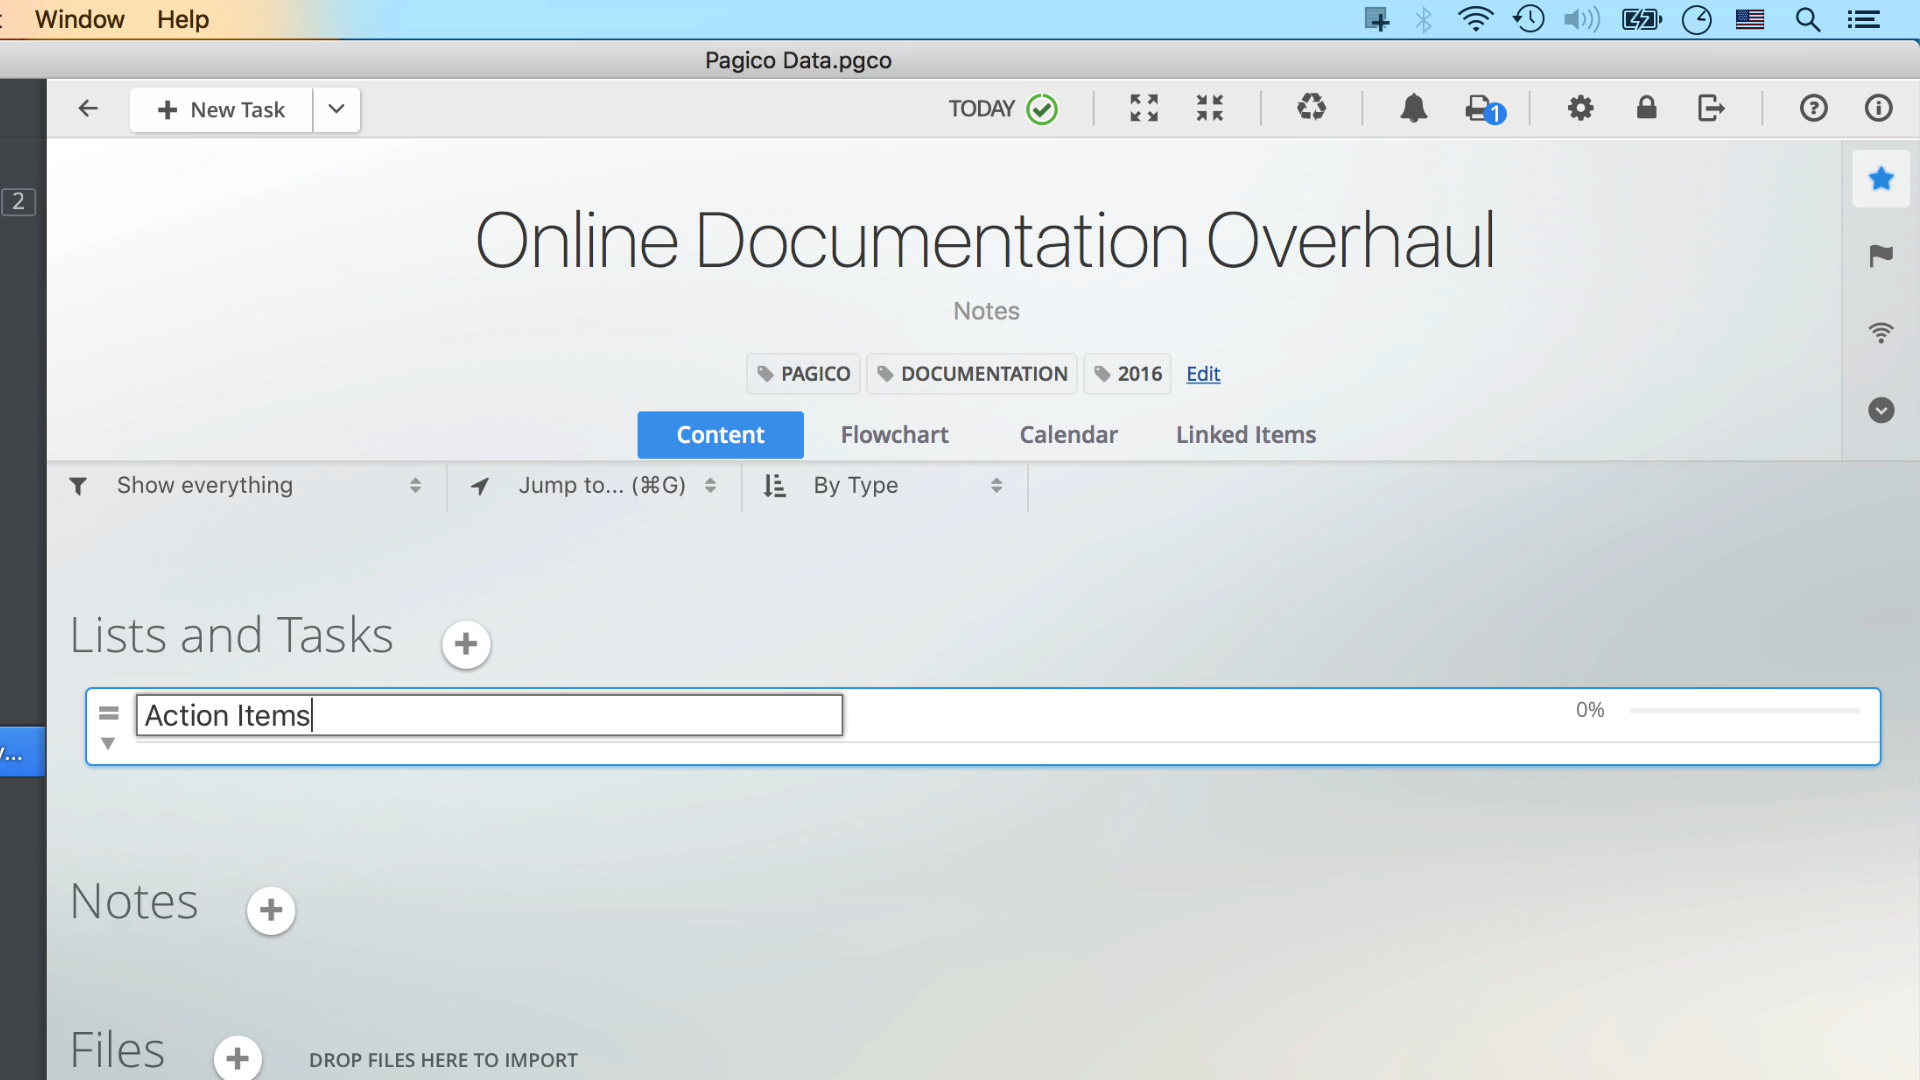 Window Help
Pagico Data.pgco
New Task
TODAY
1
2
Online Documentation Overhaul
Notes
PAGICO DOCUMENTATION 2016 Edit
Content Flowchart Calendar Linked Items
Show everything Jump to... (⌘G) By Type
Lists and Tasks
Action Items 0%
Notes
Files DROP FILES HERE TO IMPORT